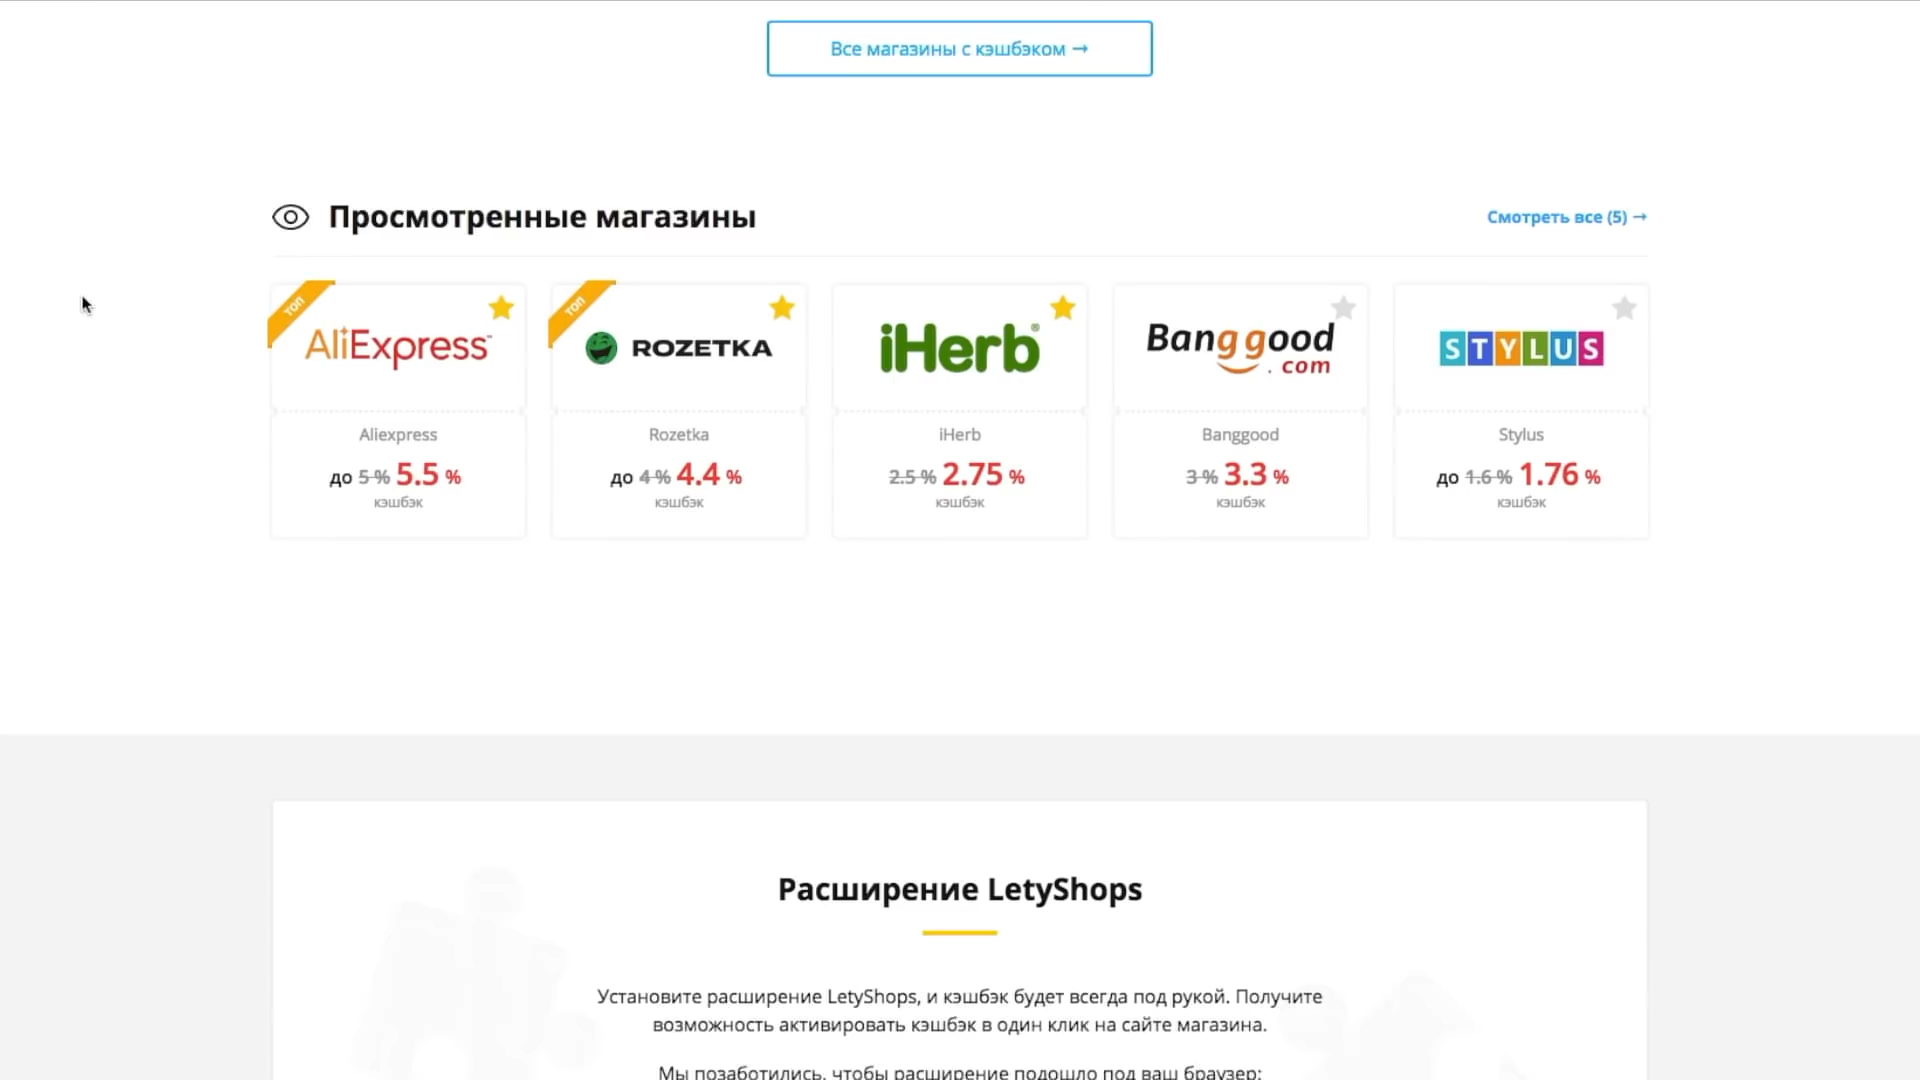 Все магазины с кэшбэком →
Просмотренные магазины
Смотреть все (5) →
ТОП
AliExpress™
ТОП
ROZETKA
iHerb®
Banggood
.com
STYLUS
Aliexpress
Rozetka
iHerb
Banggood
Stylus
до 5 % 5.5 %
до 4 % 4.4 %
2.5 % 2.75 %
3 % 3.3 %
до 1.6 % 1.76 %
кэшбэк
кэшбэк
кэшбэк
кэшбэк
кэшбэк
Расширение LetyShops
Установите расширение LetyShops, и кэшбэк будет всегда под рукой. Получите
возможность активировать кэшбэк в один клик на сайте магазина.
Мы позаботились, чтобы расширение подошло под ваш браузер: